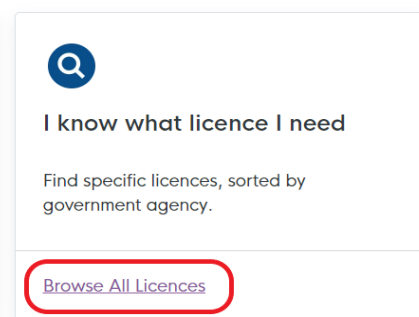 I know what licence I need
Find specific licences, sorted by
government agency.
Browse All Licences